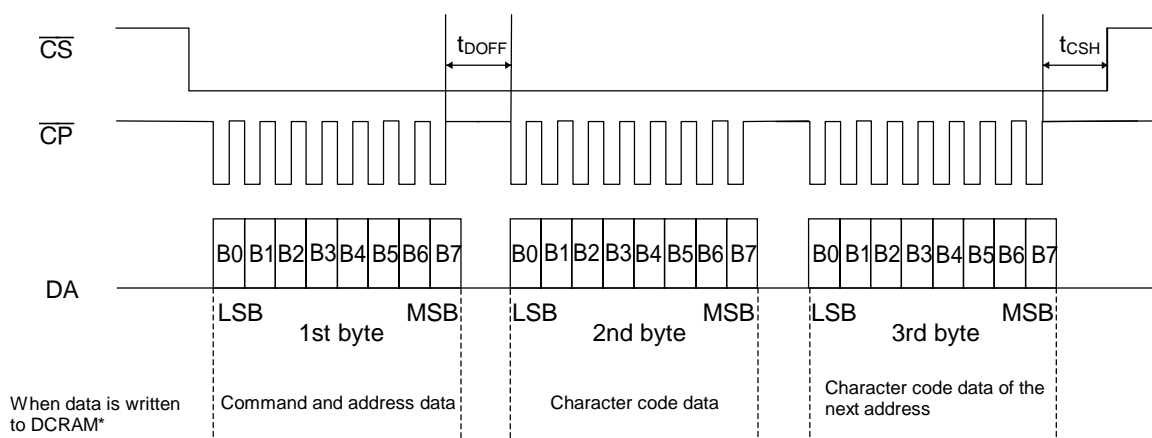 CS
tDOFF
tCSH
CP
B0 B1 B2 B3 B4 B5 B6 B7 B0 B1 B2 B3 B4 B5 B6 B7 B0 B1 B2 B3 B4 B5 B6 B7
DA
LSB MSB LSB MSB LSB MSB
1st byte 2nd byte 3rd byte
When data is written
to DCRAM*
Command and address data
Character code data
Character code data of the
next address